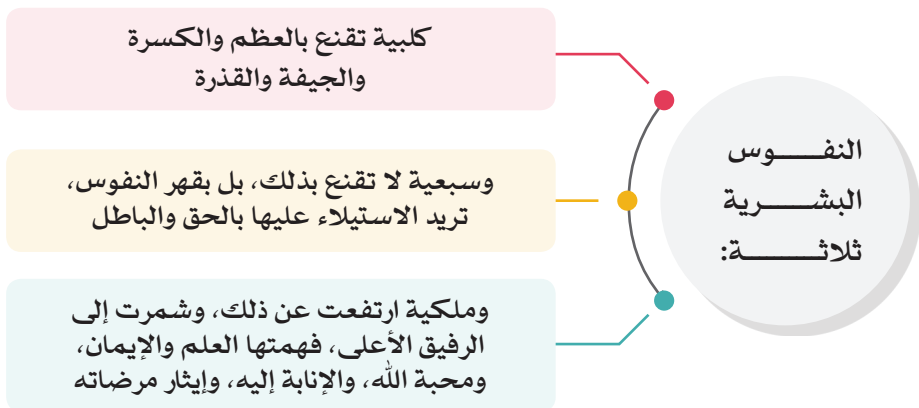 النفوس
البشرية
ثلاثة:
كلبية تقنع بالعظم والكسرة
والجيفة والقذرة
وسبعية لا تقنع بذلك، بل بقهر النفوس،
تريد الاستيلاء عليها بالحق والباطل
وملكية ارتفعت عن ذلك، وشمرت إلى
الرفيق الأعلى، فهمتها العلم والإيمان،
ومحبة الله، والإنابة إليه، وإيثار مرضاته